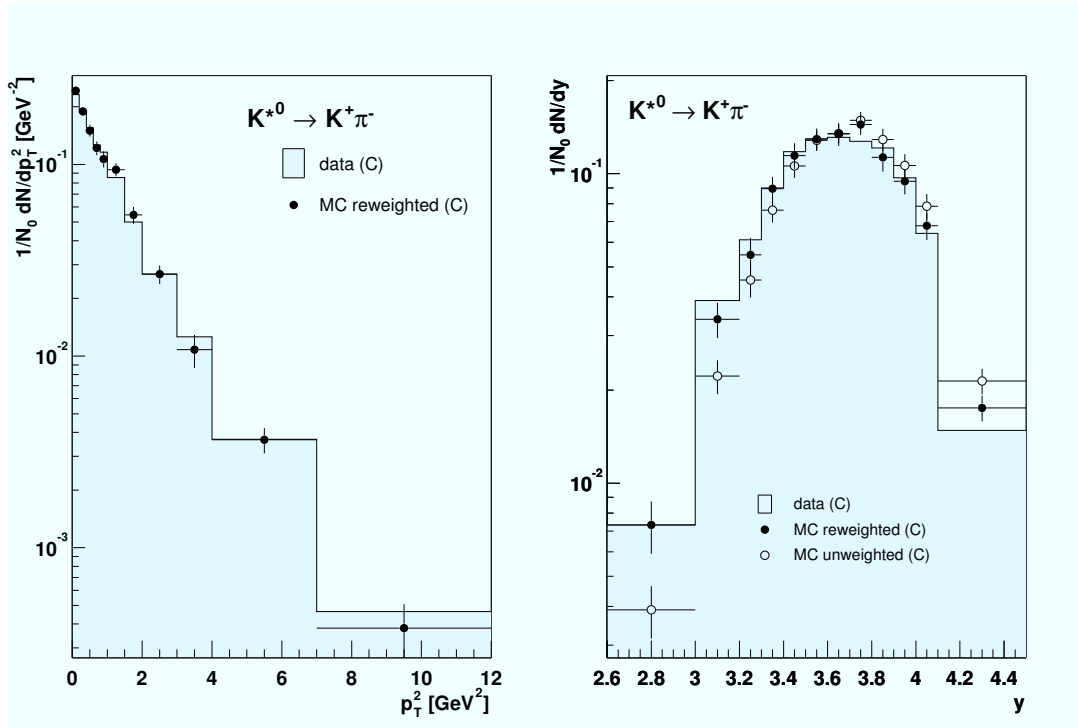 1/N₀ dN/dp_T² [GeV⁻²]
K*⁰ → K⁺π⁻
data (C)
MC reweighted (C)
10⁻¹
10⁻²
10⁻³
0 2 4 6 8 10 12
p_T² [GeV²]
1/N₀ dN/dy
K*⁰ → K⁺π⁻
10⁻¹
10⁻²
data (C)
MC reweighted (C)
MC unweighted (C)
2.6 2.8 3 3.2 3.4 3.6 3.8 4 4.2 4.4
y